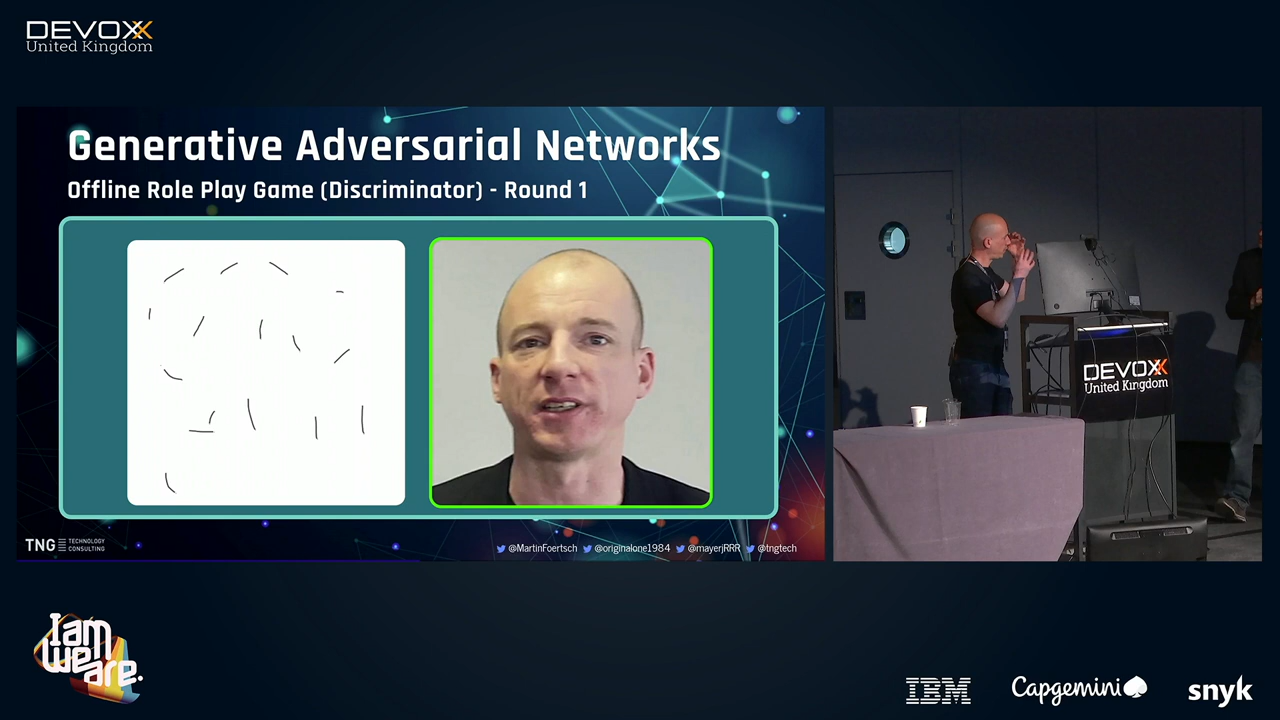 DEVOXX
United Kingdom
Generative Adversarial Networks
Offline Role Play Game (Discriminator) - Round 1
TNG TECHNOLOGY
CONSULTING
@MartinFoertsch @originalone1984 @mayerjRRR @tngtech
DEVOXX
United Kingdom
I am
we
are.
IBM
Capgemini
snyk